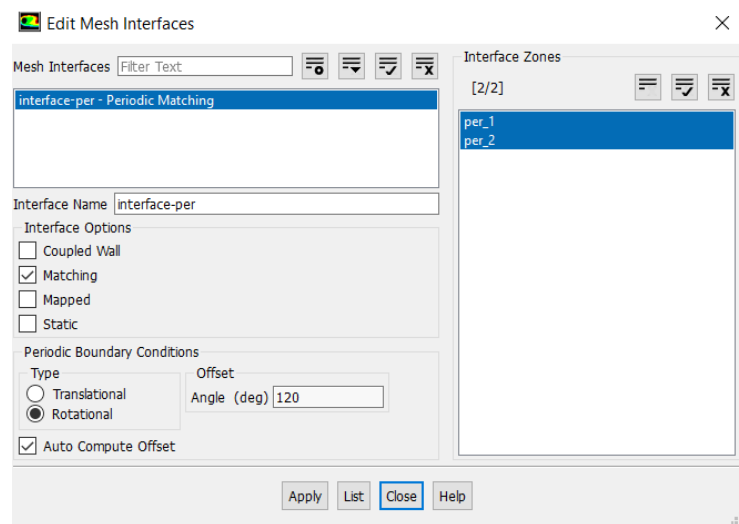 Edit Mesh Interfaces
Mesh Interfaces Filter Text
interface-per - Periodic Matching
Interface Name interface-per
Interface Options
Coupled Wall
Matching
Mapped
Static
Periodic Boundary Conditions
Type
Translational
Rotational
Offset
Angle (deg) 120
Auto Compute Offset
Interface Zones
[2/2]
per_1
per_2
Apply List Close Help